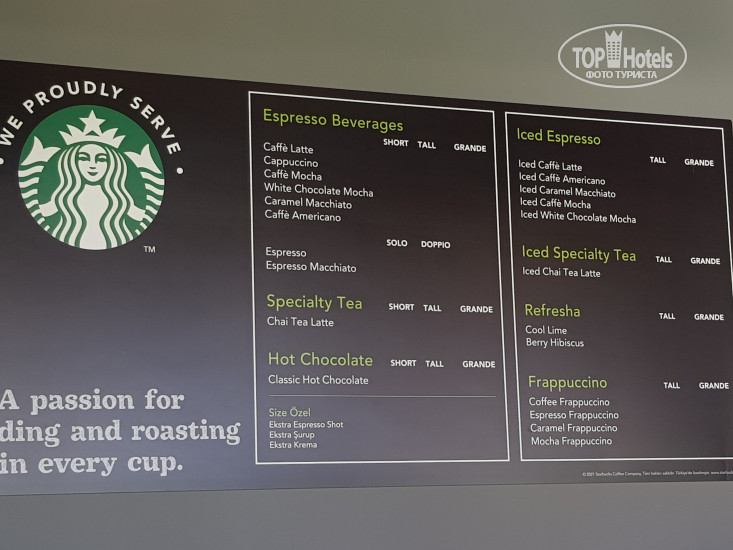 TOP Hotels
ФОТО ТУРИСТА
WE PROUDLY SERVE
TM
A passion for
ding and roasting
in every cup.
Espresso Beverages
SHORT TALL GRANDE
Caffè Latte
Cappuccino
Caffè Mocha
White Chocolate Mocha
Caramel Macchiato
Caffè Americano
SOLO DOPPIO
Espresso
Espresso Macchiato
Specialty Tea SHORT TALL GRANDE
Chai Tea Latte
Hot Chocolate SHORT TALL GRANDE
Classic Hot Chocolate
Size Özel
Ekstra Espresso Shot
Ekstra Şurup
Ekstra Krema
Iced Espresso
TALL GRANDE
Iced Caffè Latte
Iced Caffè Americano
Iced Caramel Macchiato
Iced Caffè Mocha
Iced White Chocolate Mocha
Iced Specialty Tea TALL GRANDE
Iced Chai Tea Latte
Refresha TALL GRANDE
Cool Lime
Berry Hibiscus
Frappuccino TALL GRANDE
Coffee Frappuccino
Espresso Frappuccino
Caramel Frappuccino
Mocha Frappuccino
Starbucks Coffee Company